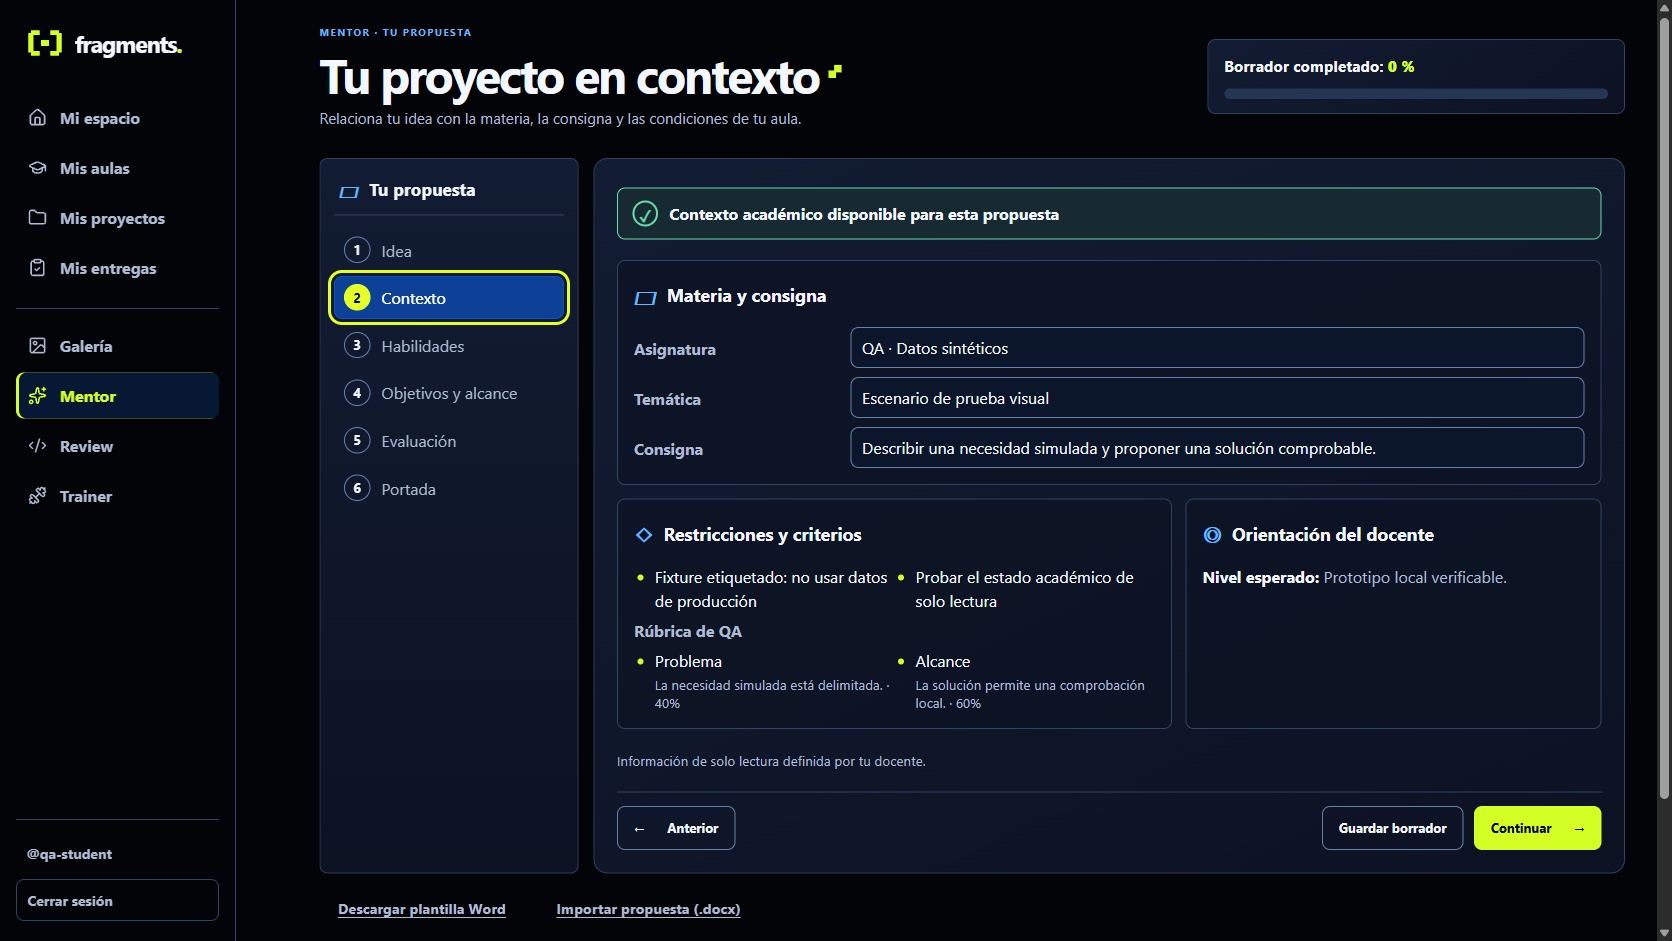 fragments.
Mi espacio
Mis aulas
Mis proyectos
Mis entregas
Galería
Mentor
Review
Trainer
@qa-student
Cerrar sesión
MENTOR · TU PROPUESTA
Tu proyecto en contexto
Relaciona tu idea con la materia, la consigna y las condiciones de tu aula.
Borrador completado: 0 %
Tu propuesta
1 Idea
2 Contexto
3 Habilidades
4 Objetivos y alcance
5 Evaluación
6 Portada
Contexto académico disponible para esta propuesta
Materia y consigna
Asignatura QA · Datos sintéticos
Temática Escenario de prueba visual
Consigna Describir una necesidad simulada y proponer una solución comprobable.
Restricciones y criterios
Fixture etiquetado: no usar datos
de producción
Probar el estado académico de
solo lectura
Rúbrica de QA
Problema
La necesidad simulada está delimitada. ·
40%
Alcance
La solución permite una comprobación
local. · 60%
Orientación del docente
Nivel esperado: Prototipo local verificable.
Información de solo lectura definida por tu docente.
← Anterior
Guardar borrador
Continuar →
Descargar plantilla Word
Importar propuesta (.docx)